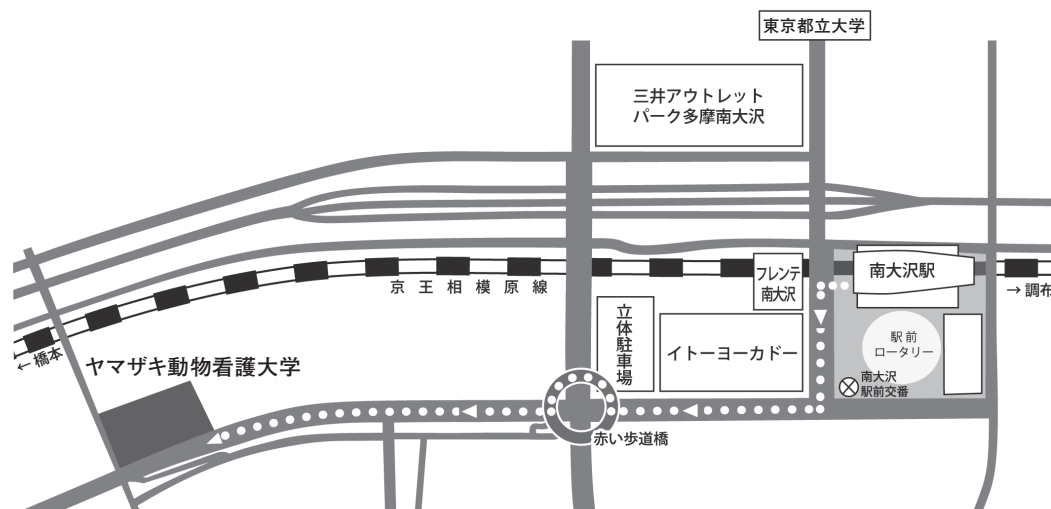 東京都立大学
三井アウトレット
パーク多摩南大沢
京王相模原線
フレンテ
南大沢
南大沢駅
→ 調布
← 橋本
立体駐車場
イトーヨーカドー
駅前
ロータリー
南大沢
駅前交番
ヤマザキ動物看護大学
赤い歩道橋